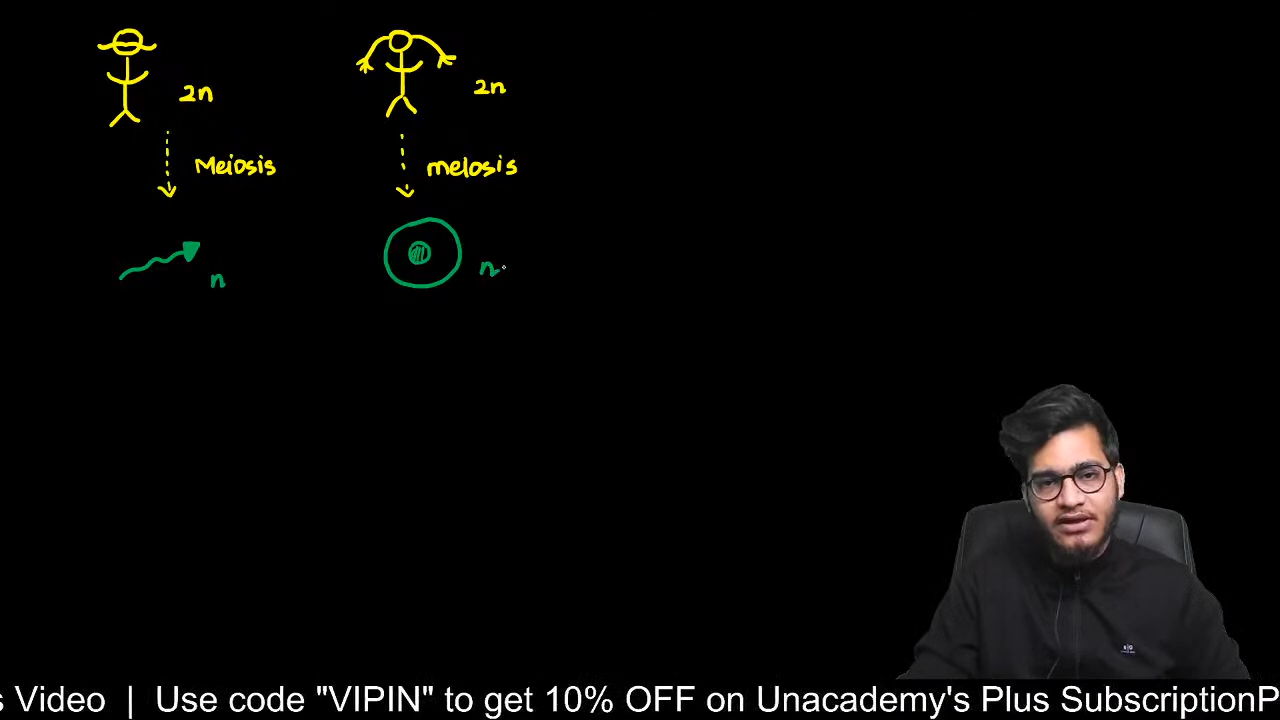 2n
2n
Meiosis
meIosis
n
n
s Video | Use code "VIPIN" to get 10% OFF on Unacademy's Plus SubscriptionP